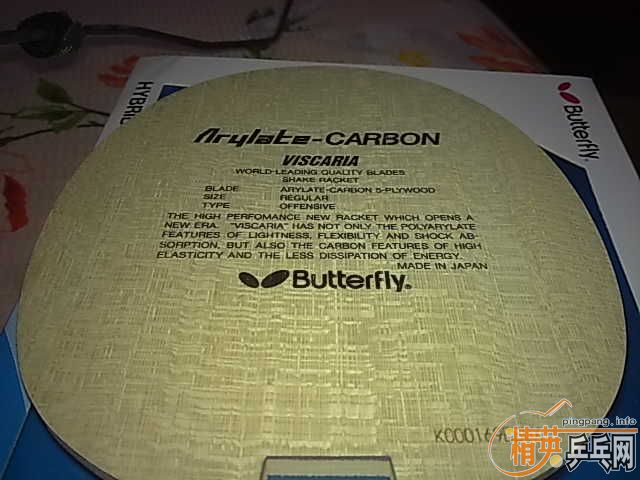 HYBRI
Butterfly.
Arylate-CARBON
VISCARIA
WORLD-LEADING QUALITY BLADES
SHAKE RACKET
BLADE ARYLATE-CARBON 5-PLYWOOD
SIZE REGULAR
TYPE OFFENSIVE
THE HIGH PERFOMANCE NEW RACKET WHICH OPENS A
NEW ERA. "VISCARIA" HAS NOT ONLY THE POLYARYLATE
FEATURES OF LIGHTNESS, FLEXIBILITY AND SHOCK AB-
SORPTION, BUT ALSO THE CARBON FEATURES OF HIGH
ELASTICITY AND THE LESS DISSIPATION OF ENERGY.
MADE IN JAPAN
Butterfly®
K00016
pingpang.info
精英乒乓网